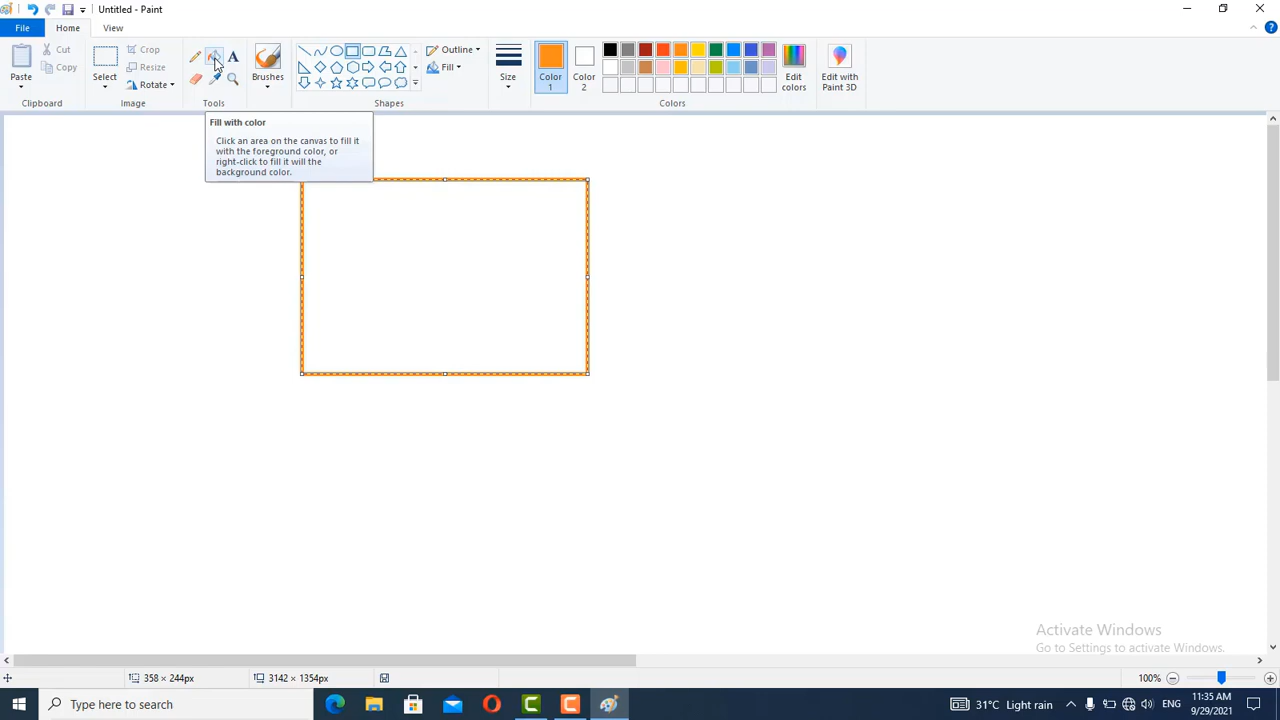 Untitled - Paint
File Home View
Paste
Cut
Copy
Clipboard
Select
Crop
Resize
Rotate
Image
A
Tools
Brushes
Outline
Fill
Shapes
Size
Color 1
Color 2
Edit colors
Colors
Edit with Paint 3D
Fill with color
Click an area on the canvas to fill it
with the foreground color, or
right-click to fill it will the
background color.
Activate Windows
Go to Settings to activate Windows.
358 × 244px
3142 × 1354px
100%
Type here to search
31°C Light rain
ENG
11:35 AM
9/29/2021